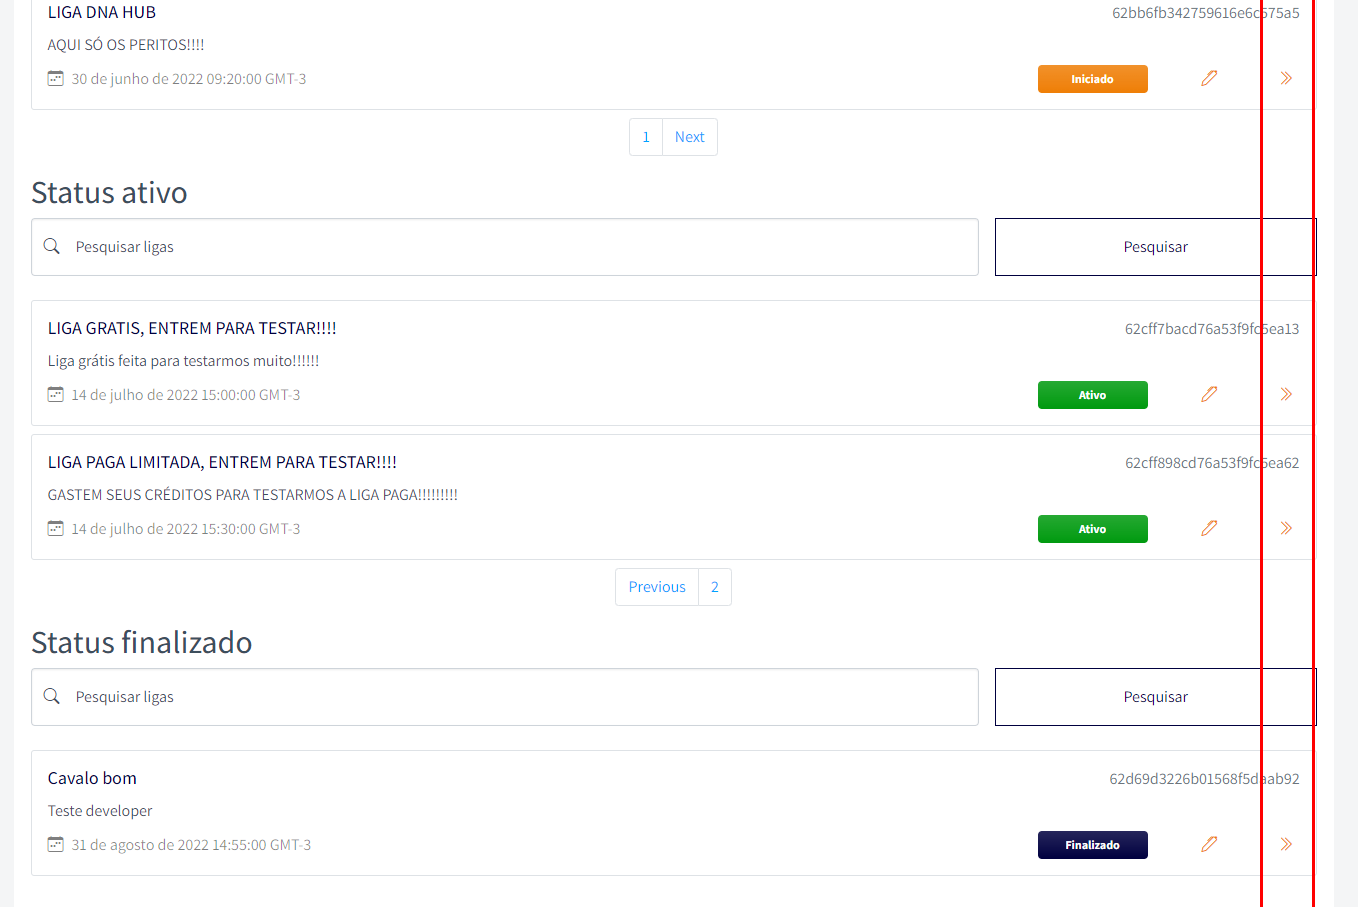 LIGA DNA HUB
62bb6fb342759616e6c575a5
AQUI SÓ OS PERITOS!!!!
30 de junho de 2022 09:20:00 GMT-3
Iniciado
1 Next
Status ativo
Pesquisar ligas
Pesquisar
LIGA GRATIS, ENTREM PARA TESTAR!!!!
62cff7bacd76a53f9fc5ea13
Liga grátis feita para testarmos muito!!!!!!
14 de julho de 2022 15:00:00 GMT-3
Ativo
LIGA PAGA LIMITADA, ENTREM PARA TESTAR!!!!
62cff898cd76a53f9fc5ea62
GASTEM SEUS CRÉDITOS PARA TESTARMOS A LIGA PAGA!!!!!!!!!
14 de julho de 2022 15:30:00 GMT-3
Ativo
Previous 2
Status finalizado
Pesquisar ligas
Pesquisar
Cavalo bom
62d69d3226b01568f5daab92
Teste developer
31 de agosto de 2022 14:55:00 GMT-3
Finalizado